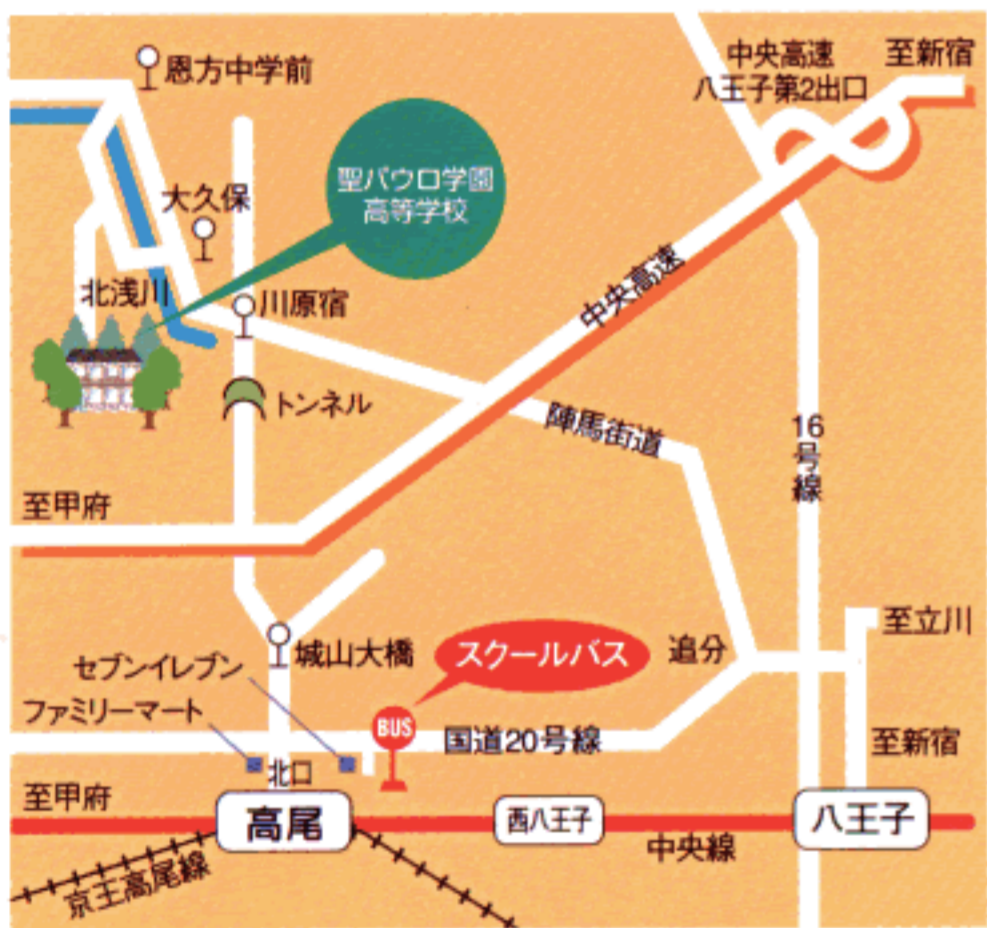 恩方中学前
中央高速
八王子第2出口
至新宿
聖パウロ学園
高等学校
大久保
北浅川
川原宿
中央高速
トンネル
陣馬街道
16号線
至甲府
城山大橋
スクールバス
追分
至立川
セブンイレブン
ファミリーマート
BUS
国道20号線
至新宿
北口
至甲府
高尾
西八王子
八王子
中央線
京王高尾線